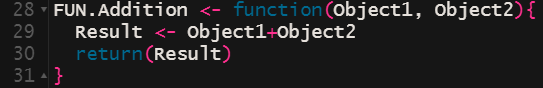 28 FUN.Addition <- function(Object1, Object2){
29   Result <- Object1+Object2
30   return(Result)
31 }